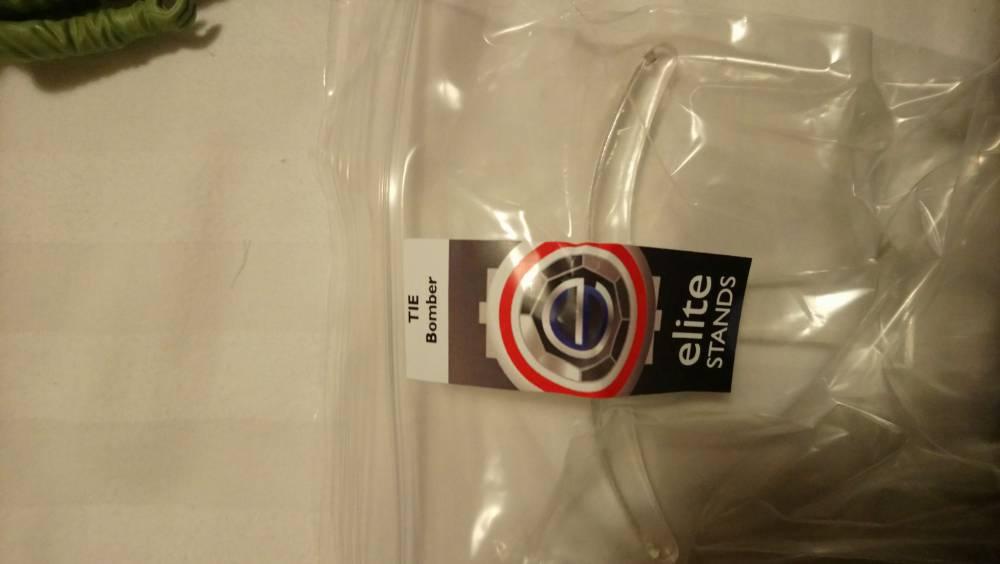 elite
STANDS
e
TIE
Bomber